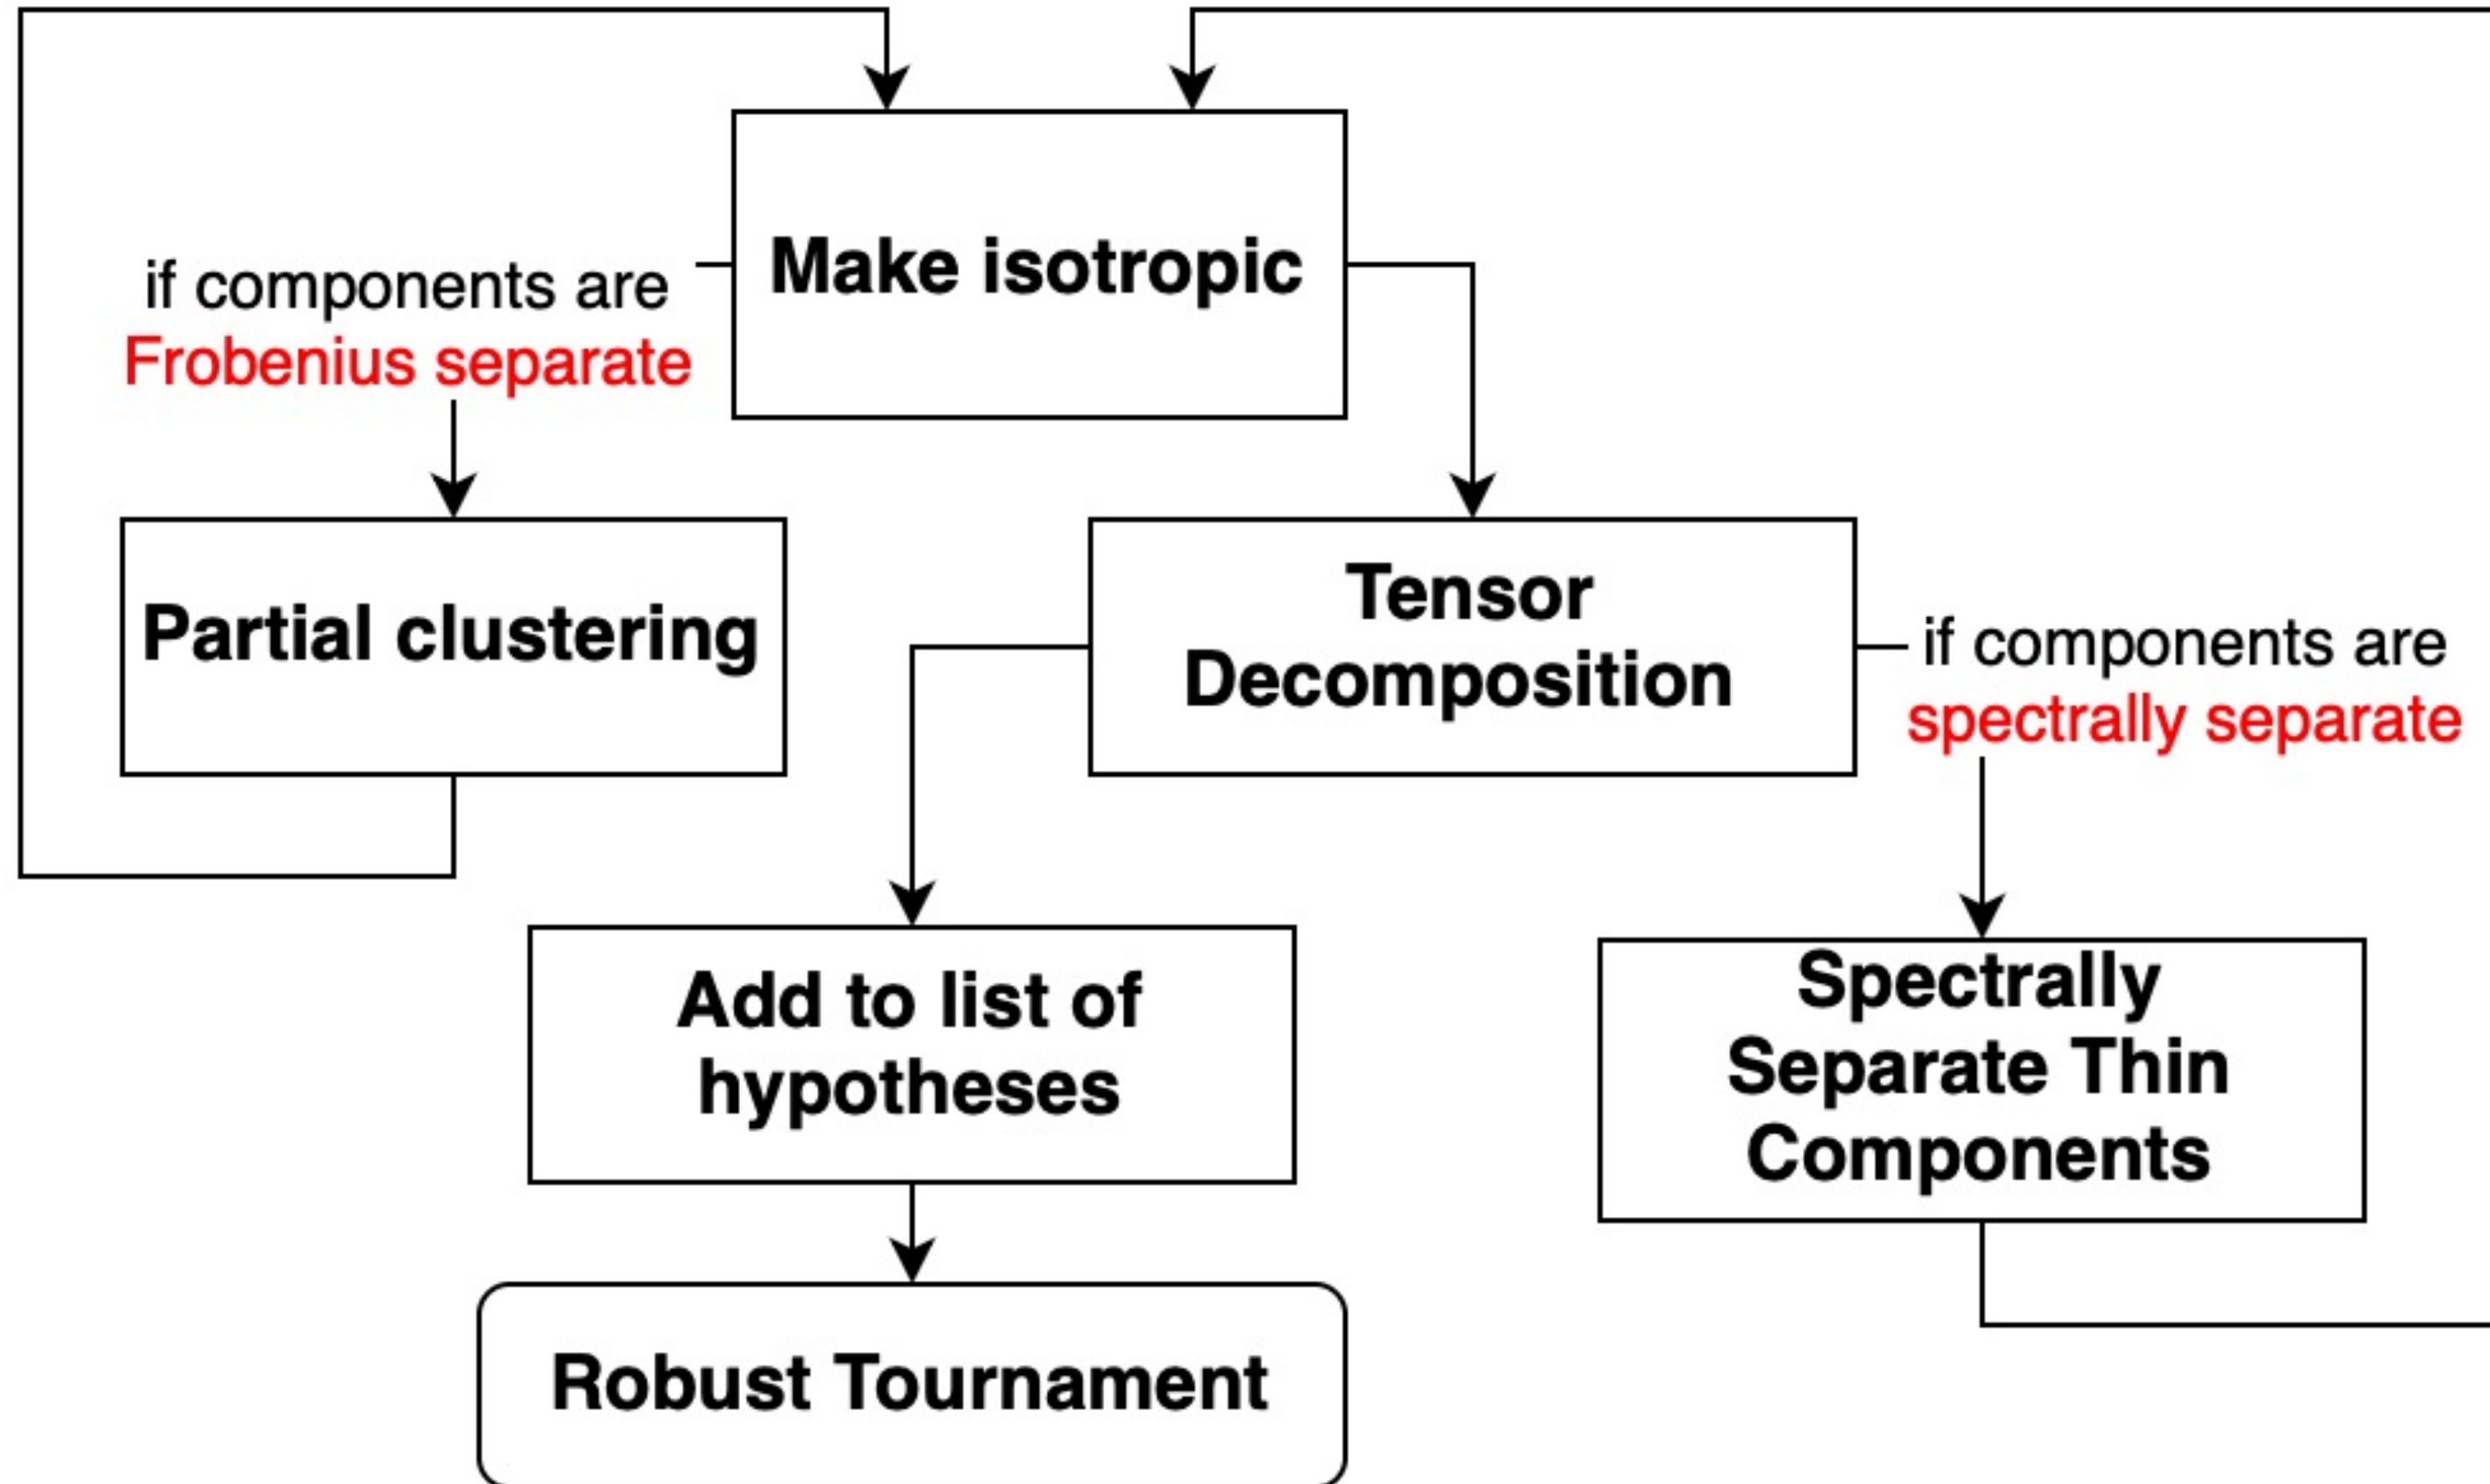 Make isotropic
if components are
Frobenius separate
Partial clustering
Tensor
Decomposition
if components are
spectrally separate
Add to list of
hypotheses
Spectrally
Separate Thin
Components
Robust Tournament